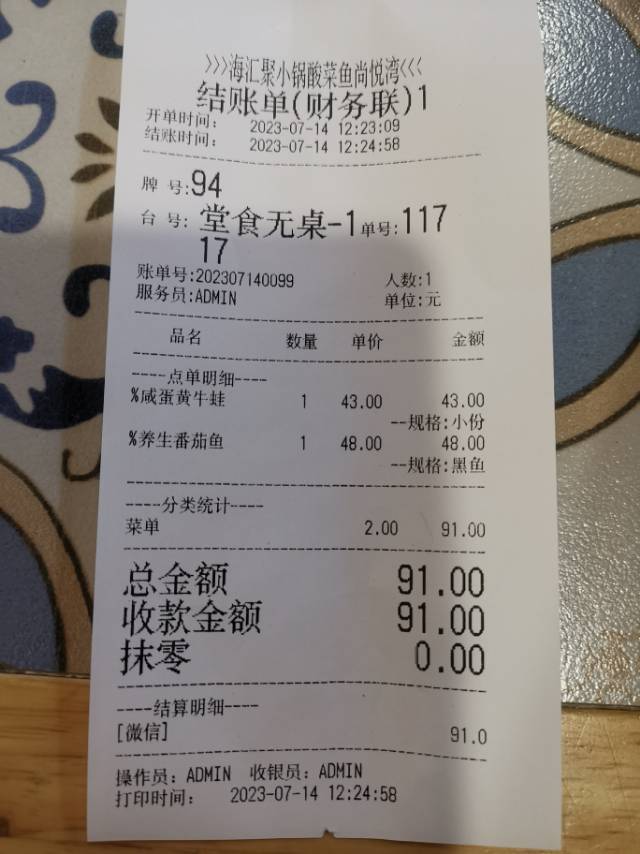 >>>海汇聚小锅酸菜鱼尚悦湾<<<
结账单(财务联)1
开单时间: 2023-07-14 12:23:09
结账时间: 2023-07-14 12:24:58
牌 号:94
台 号: 堂食无桌-1 单号:117
17
账单号:202307140099 人数:1
服务员:ADMIN 单位:元
品名 数量 单价 金额
----点单明细----
%咸蛋黄牛蛙 1 43.00 43.00
--规格:小份
%养生番茄鱼 1 48.00 48.00
--规格:黑鱼
----分类统计----
菜单 2.00 91.00
总金额 91.00
收款金额 91.00
抹零 0.00
----结算明细----
[微信] 91.0
操作员: ADMIN 收银员: ADMIN
打印时间: 2023-07-14 12:24:58